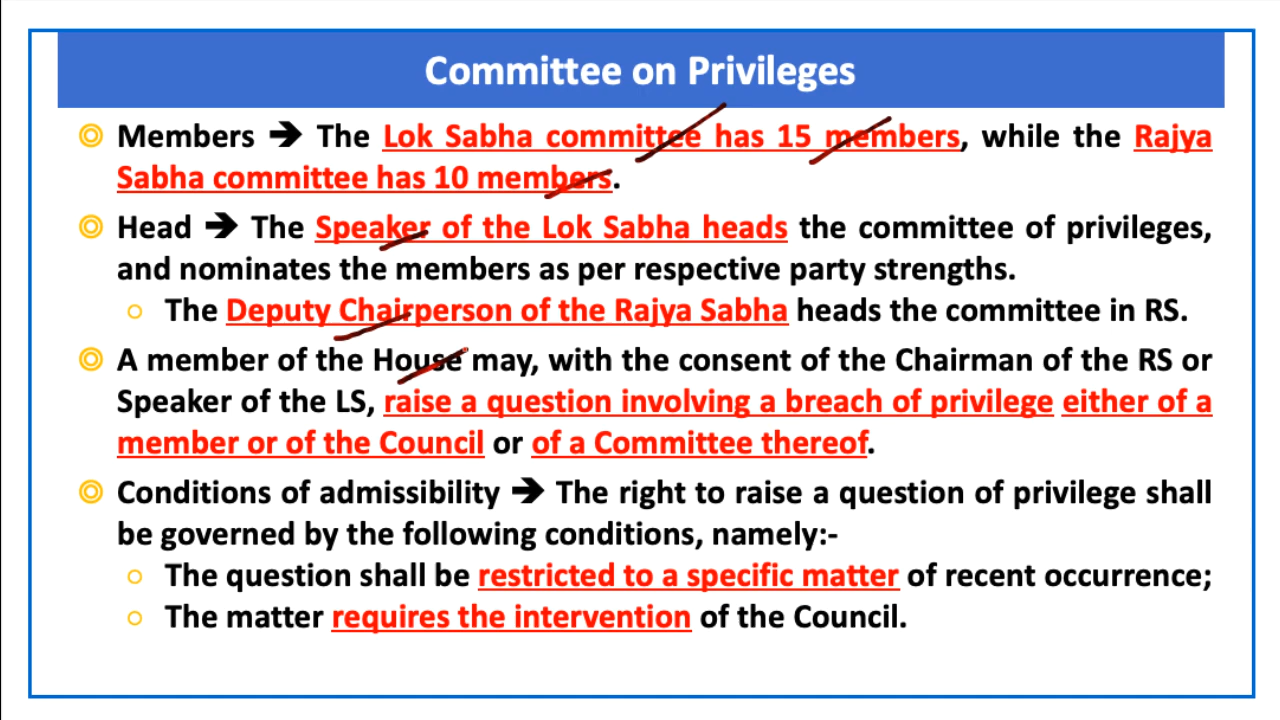 Committee on Privileges
Members → The Lok Sabha committee has 15 members, while the Rajya
Sabha committee has 10 members.
Head → The Speaker of the Lok Sabha heads the committee of privileges,
and nominates the members as per respective party strengths.
The Deputy Chairperson of the Rajya Sabha heads the committee in RS.
A member of the House may, with the consent of the Chairman of the RS or
Speaker of the LS, raise a question involving a breach of privilege either of a
member or of the Council or of a Committee thereof.
Conditions of admissibility → The right to raise a question of privilege shall
be governed by the following conditions, namely:-
The question shall be restricted to a specific matter of recent occurrence;
The matter requires the intervention of the Council.